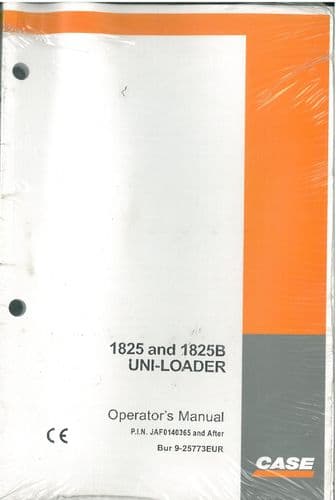 1825 and 1825B
UNI-LOADER
Operator's Manual
P.I.N. JAF0140365 and After
CE
Bur 9-25773EUR
CASE